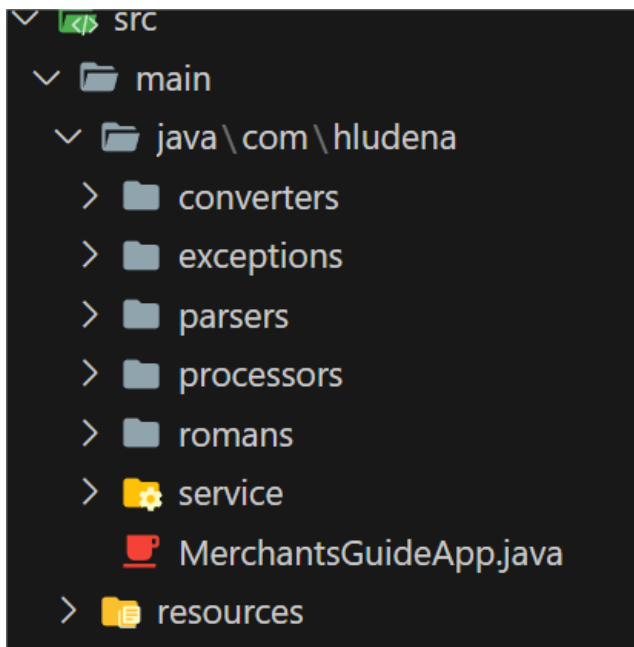 src
main
java\com\hludena
converters
exceptions
parsers
processors
romans
service
MerchantsGuideApp.java
resources